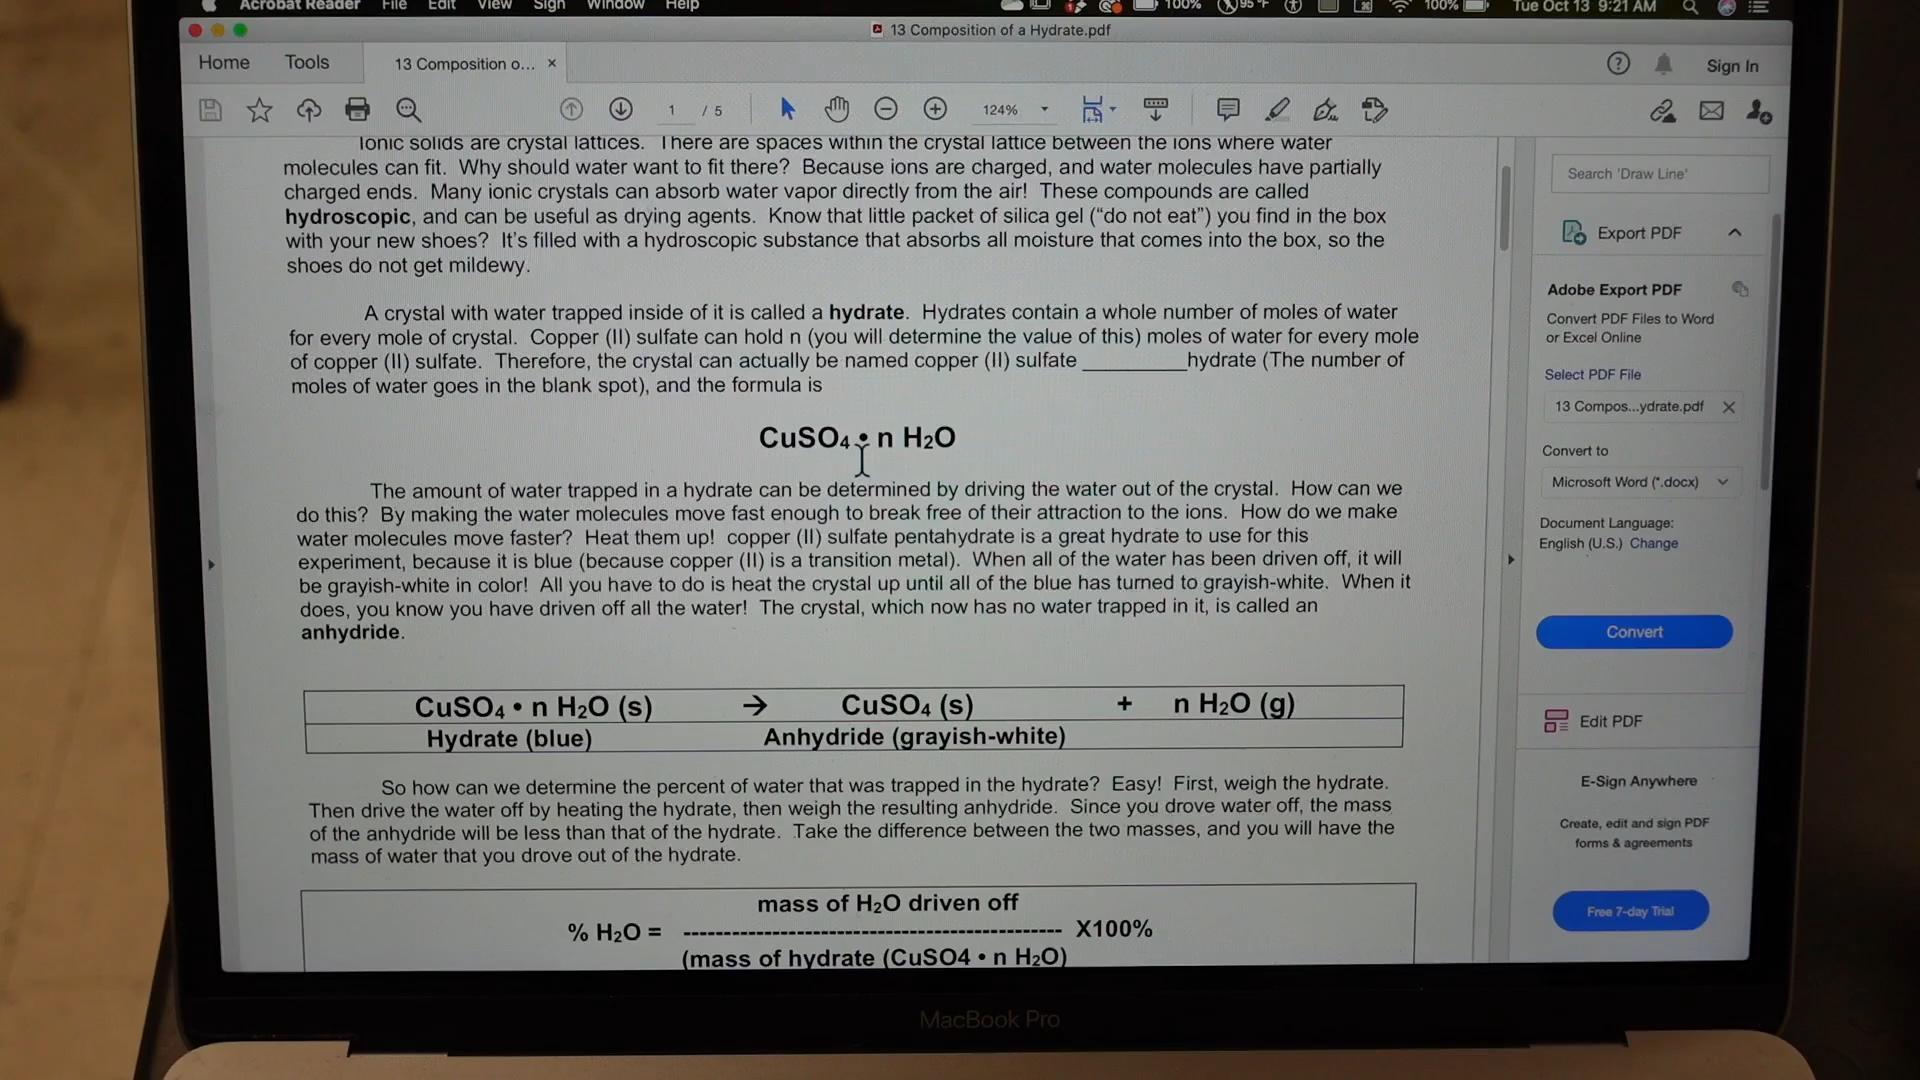 Acrobat Reader File Edit View Sign Window Help 100% 95 °F 100% Tue Oct 13 9:21 AM
13 Composition of a Hydrate.pdf
Home Tools 13 Composition o... × Sign In
1 / 5 124%
Ionic solids are crystal lattices. There are spaces within the crystal lattice between the ions where water
molecules can fit. Why should water want to fit there? Because ions are charged, and water molecules have partially
charged ends. Many ionic crystals can absorb water vapor directly from the air! These compounds are called
hydroscopic, and can be useful as drying agents. Know that little packet of silica gel (“do not eat”) you find in the box
with your new shoes? It’s filled with a hydroscopic substance that absorbs all moisture that comes into the box, so the
shoes do not get mildewy.
A crystal with water trapped inside of it is called a hydrate. Hydrates contain a whole number of moles of water
for every mole of crystal. Copper (II) sulfate can hold n (you will determine the value of this) moles of water for every mole
of copper (II) sulfate. Therefore, the crystal can actually be named copper (II) sulfate _________hydrate (The number of
moles of water goes in the blank spot), and the formula is
CuSO4 • n H2O
The amount of water trapped in a hydrate can be determined by driving the water out of the crystal. How can we
do this? By making the water molecules move fast enough to break free of their attraction to the ions. How do we make
water molecules move faster? Heat them up! copper (II) sulfate pentahydrate is a great hydrate to use for this
experiment, because it is blue (because copper (II) is a transition metal). When all of the water has been driven off, it will
be grayish-white in color! All you have to do is heat the crystal up until all of the blue has turned to grayish-white. When it
does, you know you have driven off all the water! The crystal, which now has no water trapped in it, is called an
anhydride.
CuSO4 • n H2O (s) → CuSO4 (s) + n H2O (g)
Hydrate (blue) Anhydride (grayish-white)
So how can we determine the percent of water that was trapped in the hydrate? Easy! First, weigh the hydrate.
Then drive the water off by heating the hydrate, then weigh the resulting anhydride. Since you drove water off, the mass
of the anhydride will be less than that of the hydrate. Take the difference between the two masses, and you will have the
mass of water that you drove out of the hydrate.
mass of H2O driven off
% H2O = ---------------------------------------------- X100%
(mass of hydrate (CuSO4 • n H2O)
Search 'Draw Line'
Export PDF
Adobe Export PDF
Convert PDF Files to Word
or Excel Online
Select PDF File
13 Compos...ydrate.pdf ×
Convert to
Microsoft Word (*.docx)
Document Language:
English (U.S.) Change
Convert
Edit PDF
E-Sign Anywhere
Create, edit and sign PDF
forms & agreements
Free 7-day Trial
MacBook Pro